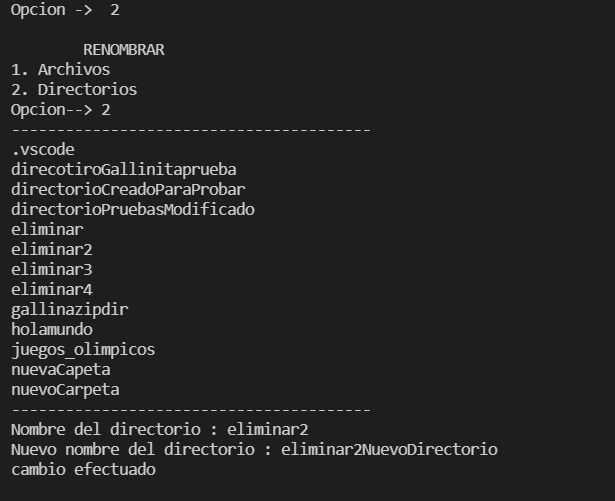 Opcion ->  2
RENOMBRAR
1. Archivos
2. Directorios
Opcion--> 2
----------------------------------------
.vscode
direcotiroGallinitaprueba
directorioCreadoParaProbar
directorioPruebasModificado
eliminar
eliminar2
eliminar3
eliminar4
gallinazipdir
holamundo
juegos_olimpicos
nuevaCapeta
nuevoCarpeta
----------------------------------------
Nombre del directorio : eliminar2
Nuevo nombre del directorio : eliminar2NuevoDirectorio
cambio efectuado